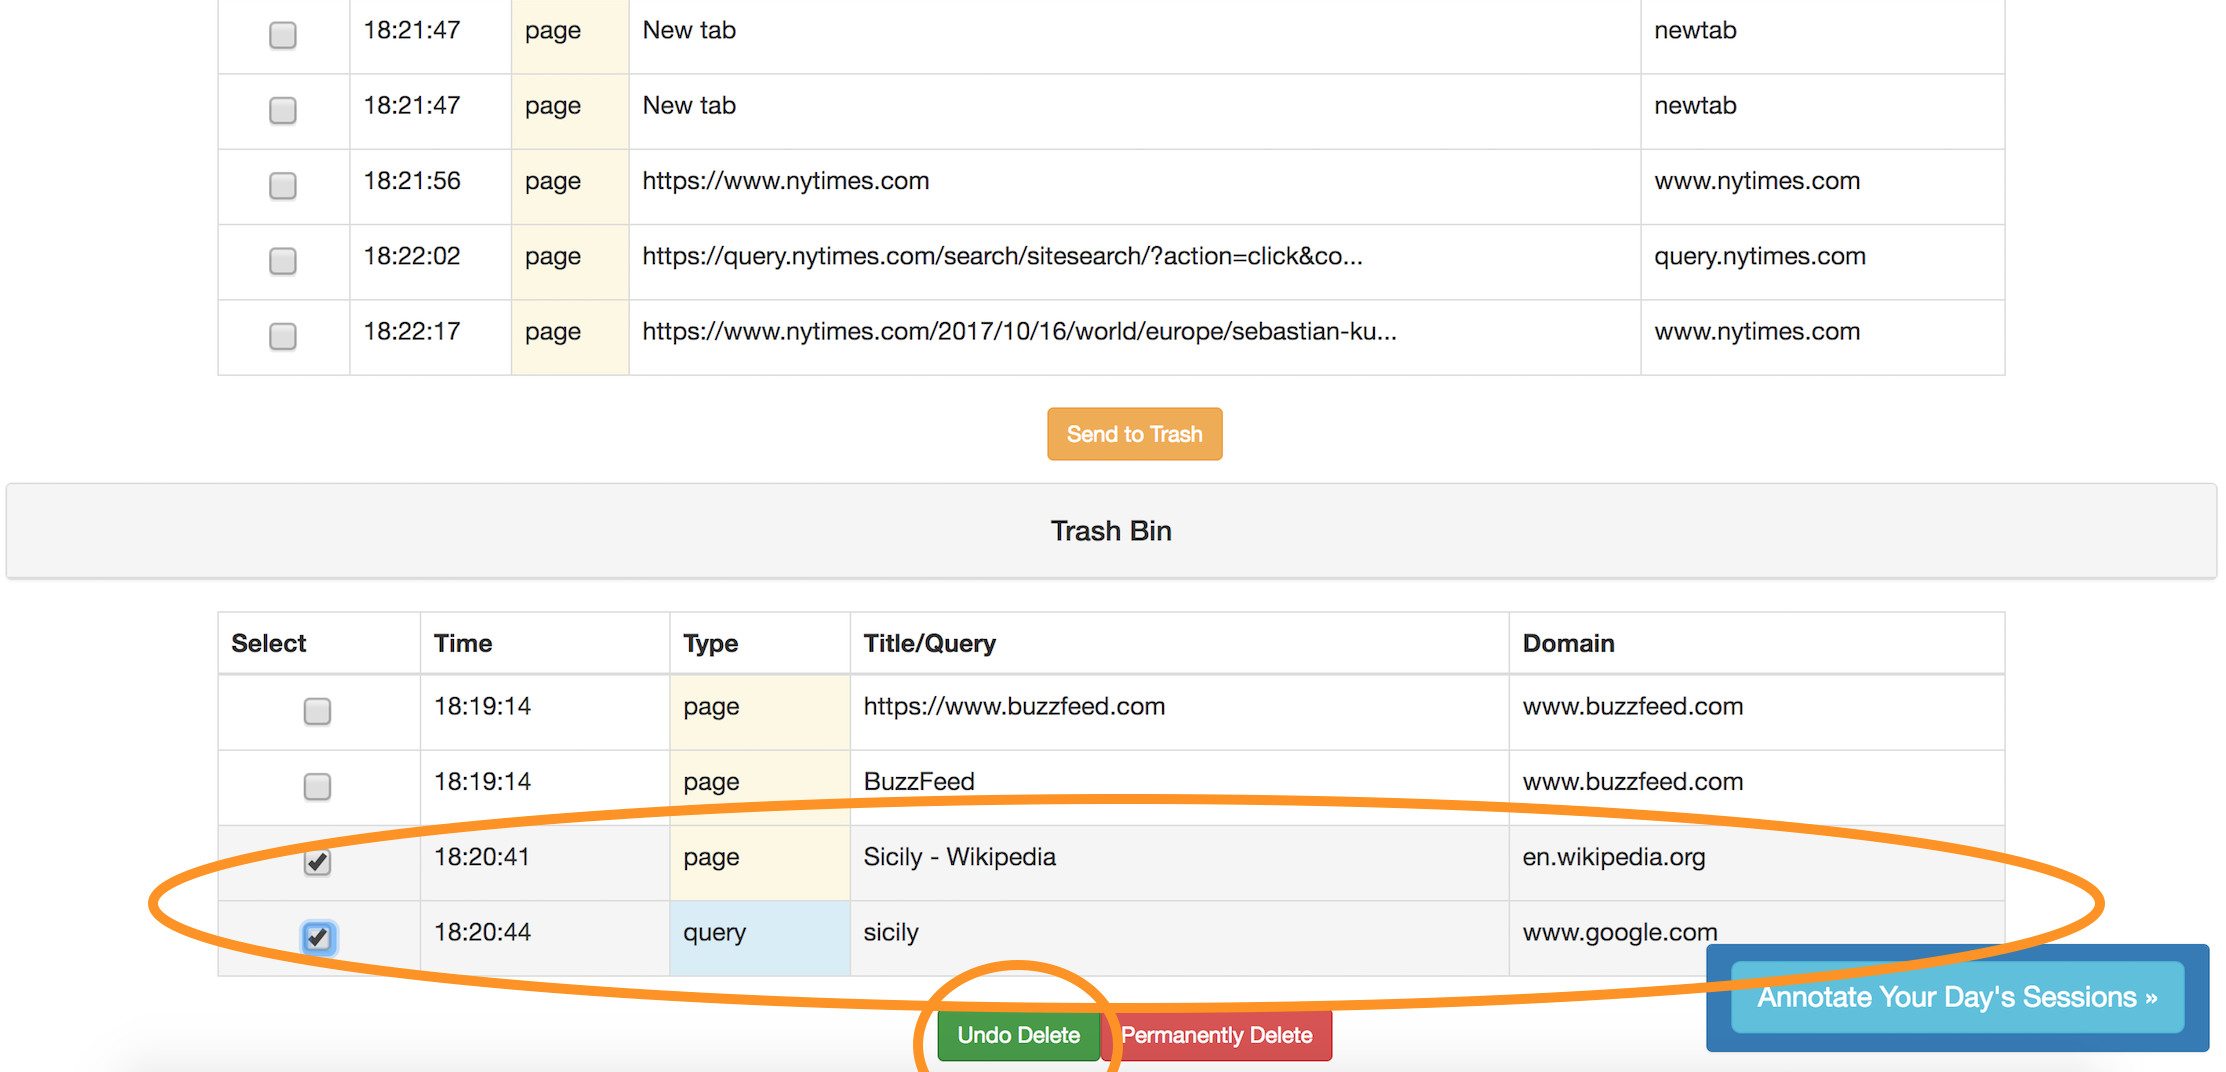 18:21:47 page New tab newtab
18:21:47 page New tab newtab
18:21:56 page https://www.nytimes.com www.nytimes.com
18:22:02 page https://query.nytimes.com/search/sitesearch/?action=click&co... query.nytimes.com
18:22:17 page https://www.nytimes.com/2017/10/16/world/europe/sebastian-ku... www.nytimes.com
Send to Trash
Trash Bin
Select Time Type Title/Query Domain
18:19:14 page https://www.buzzfeed.com www.buzzfeed.com
18:19:14 page BuzzFeed www.buzzfeed.com
18:20:41 page Sicily - Wikipedia en.wikipedia.org
18:20:44 query sicily www.google.com
Annotate Your Day's Sessions »
Undo Delete Permanently Delete